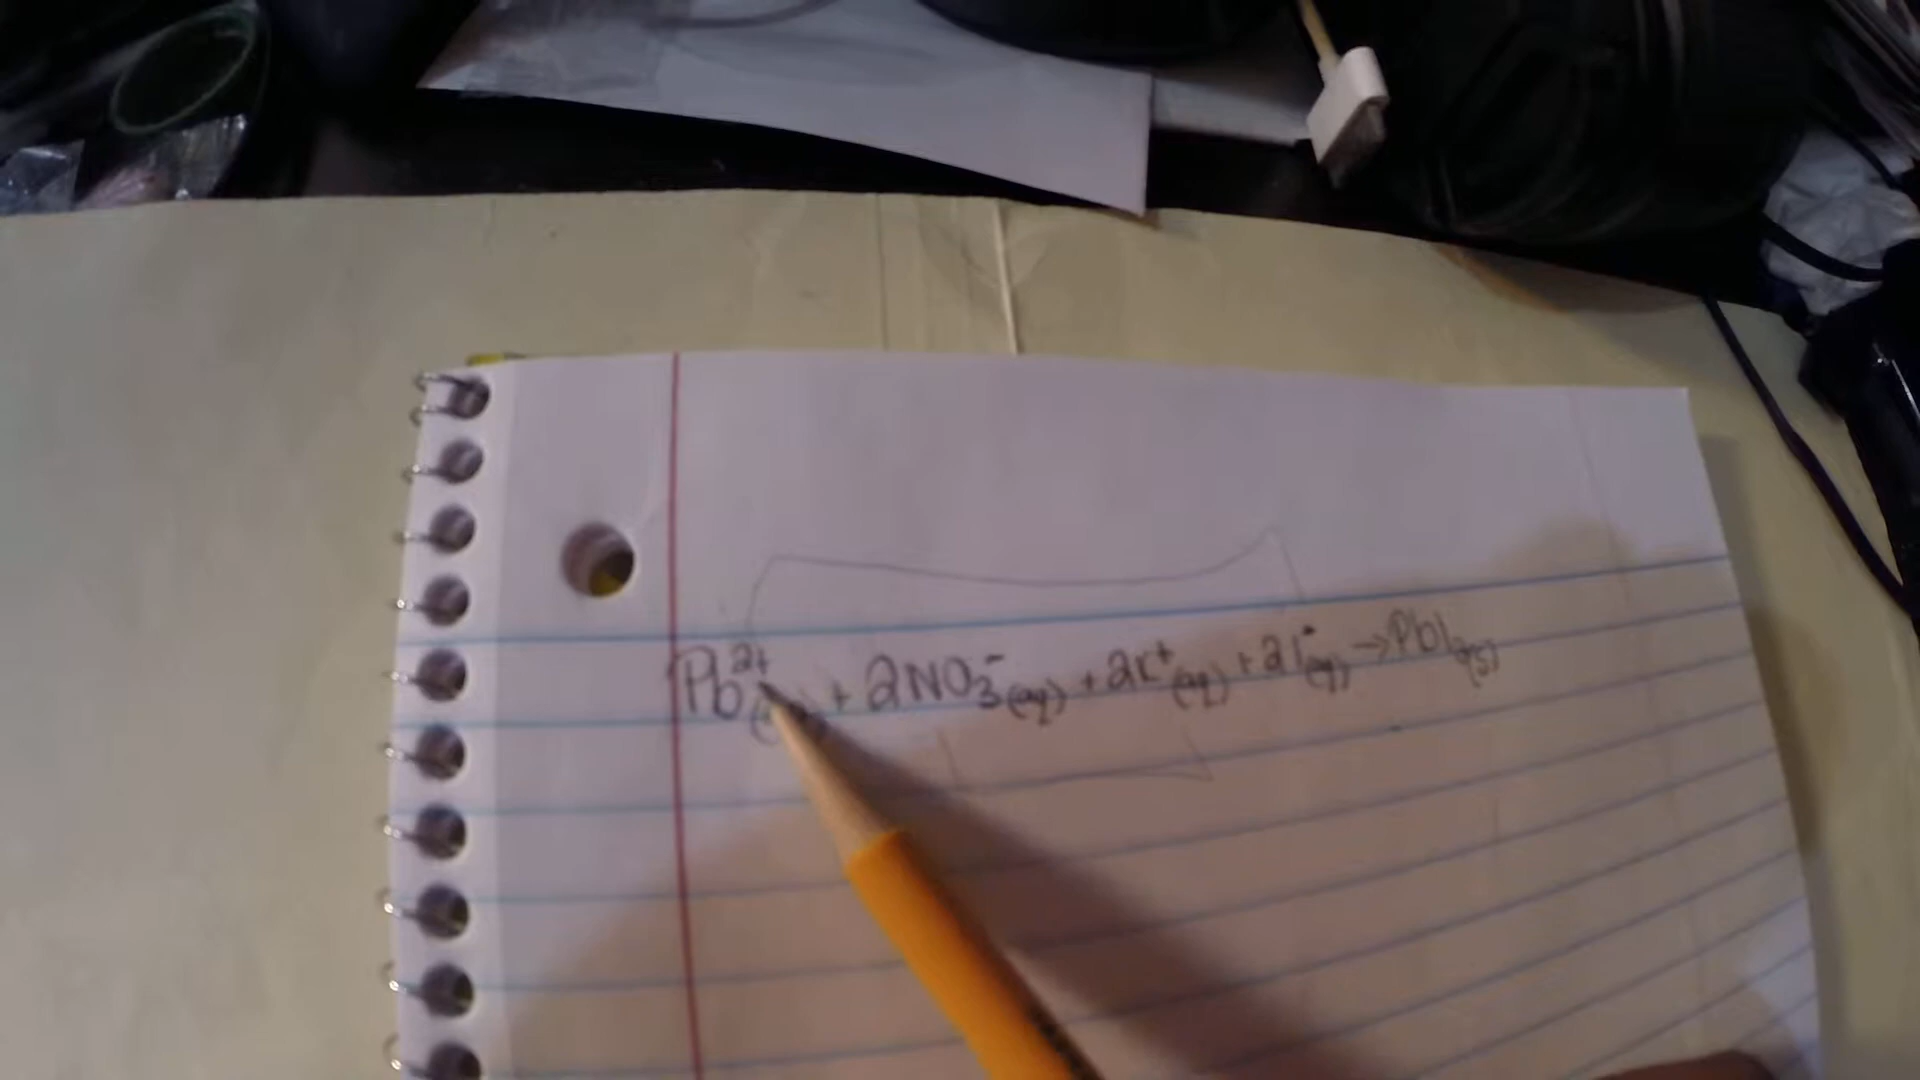 Pb²⁺(aq) + 2NO₃⁻(aq) + 2K⁺(aq) + 2I⁻(aq) → PbI₂(s)